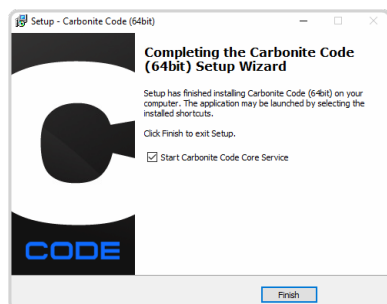 Setup - Carbonite Code (64bit)
Completing the Carbonite Code
(64bit) Setup Wizard
Setup has finished installing Carbonite Code (64bit) on your
computer. The application may be launched by selecting the
installed shortcuts.
Click Finish to exit Setup.
Start Carbonite Code Core Service
C
CODE
Finish